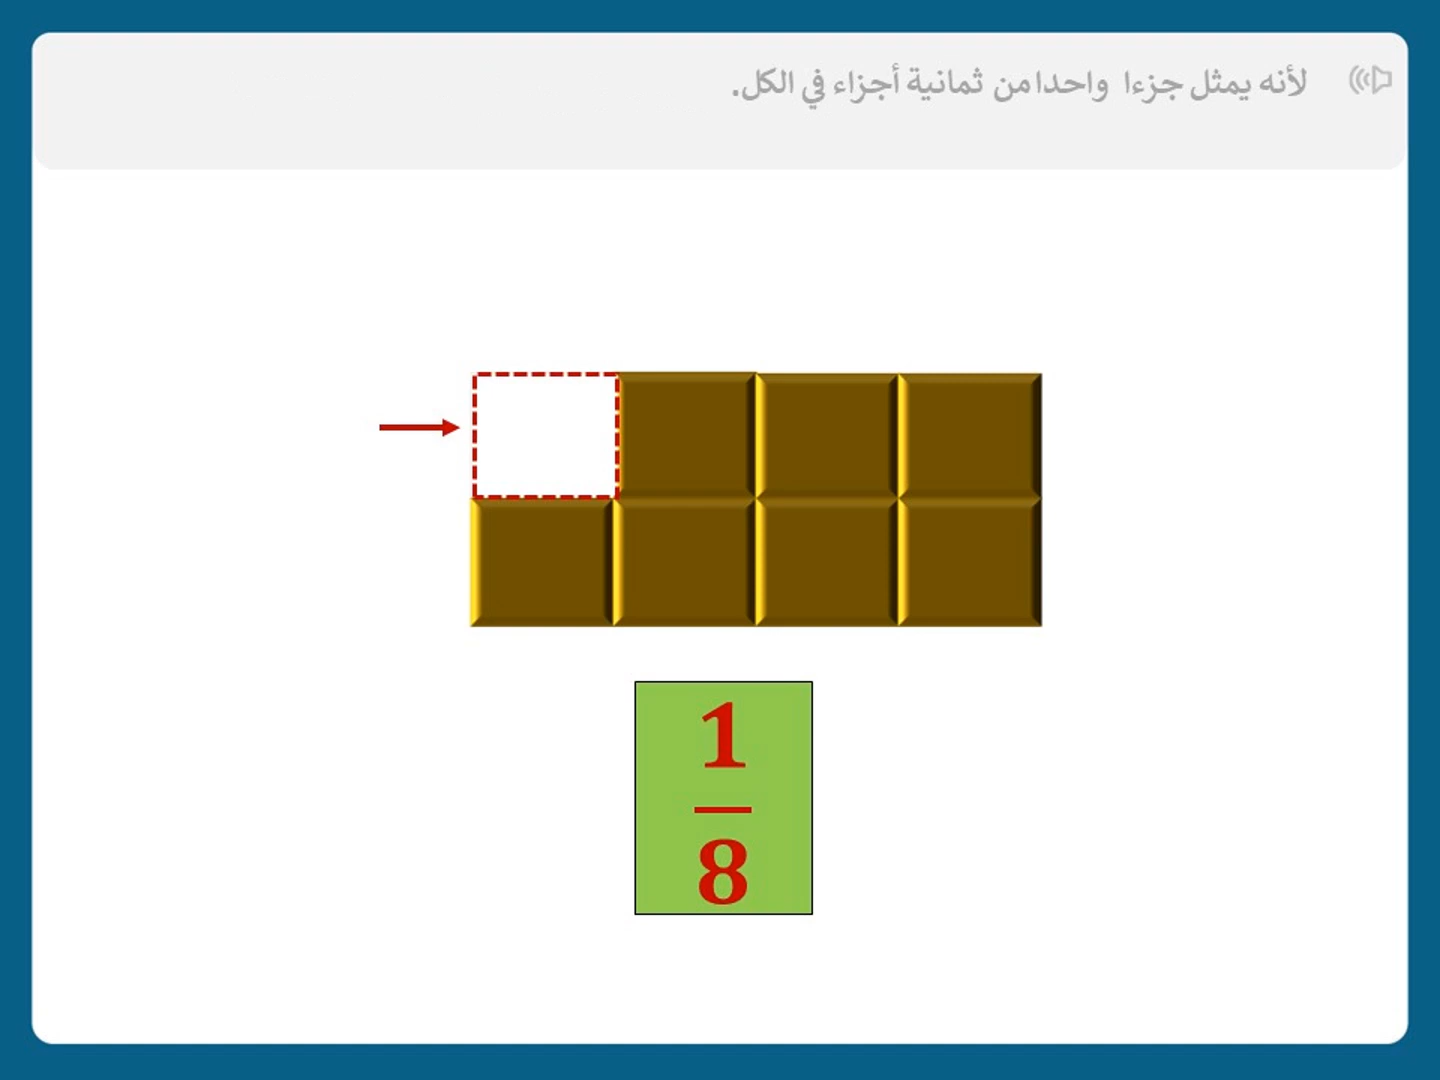 لأنه يمثل جزءا واحدا من ثمانية أجزاء في الكل.
1
8